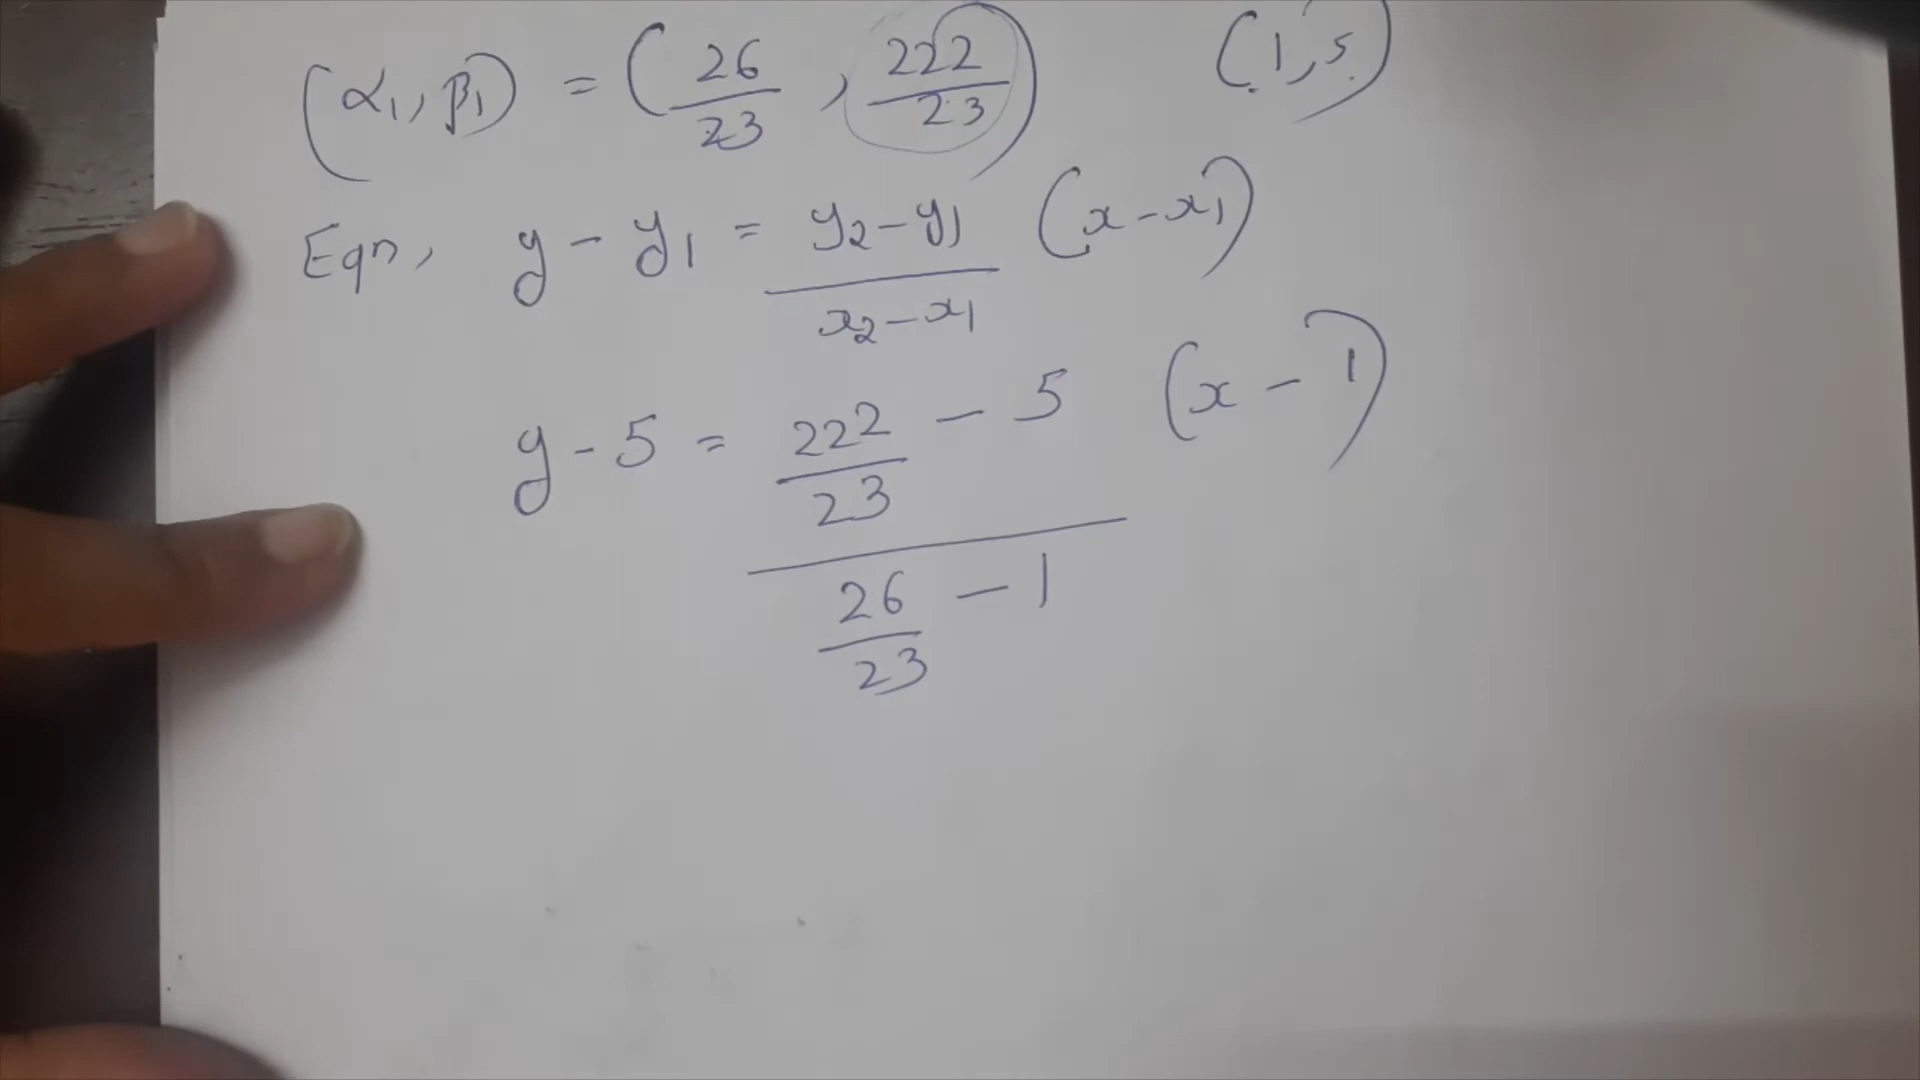 (α1, β1) = (26/23, 222/23) (1, 5)
Eqn, y - y1 = y2 - y1 / x2 - x1 (x - x1)
y - 5 = 222/23 - 5 / 26/23 - 1 (x - 1)